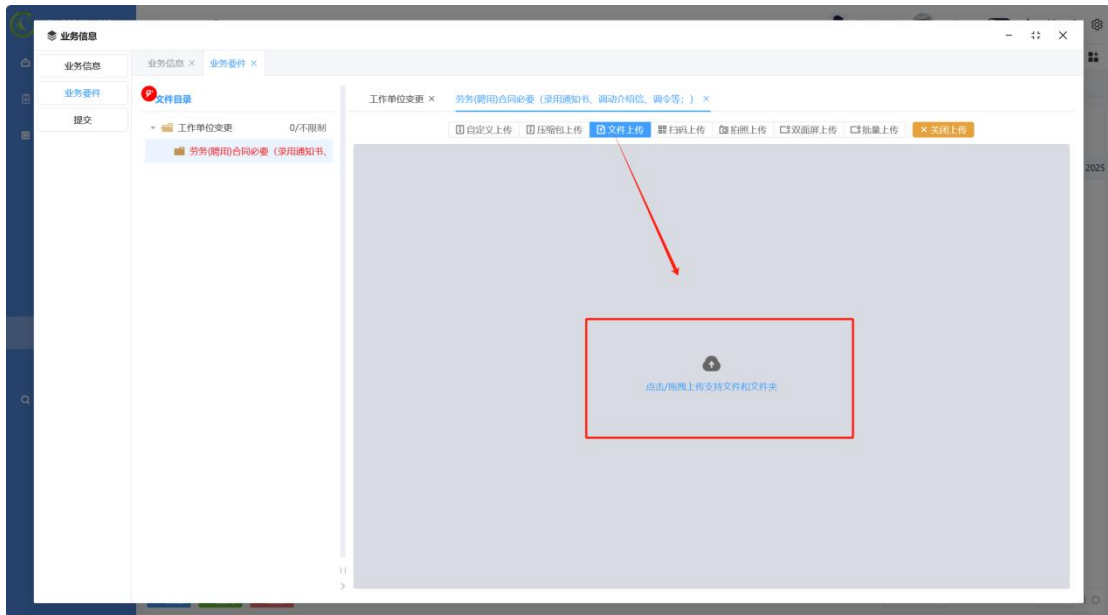 业务信息
业务信息
业务要件
提交
业务信息 × 业务要件 ×
文件目录
工作单位变更 0/不限制
劳务(聘用)合同必要（录用通知书、
工作单位变更 × 劳务(聘用)合同必要（录用通知书、调动介绍信、调令等；） ×
自定义上传 压缩包上传 文件上传 扫码上传 拍照上传 双面屏上传 批量上传 × 关闭上传
点击/拖拽上传支持文件和文件夹
2025